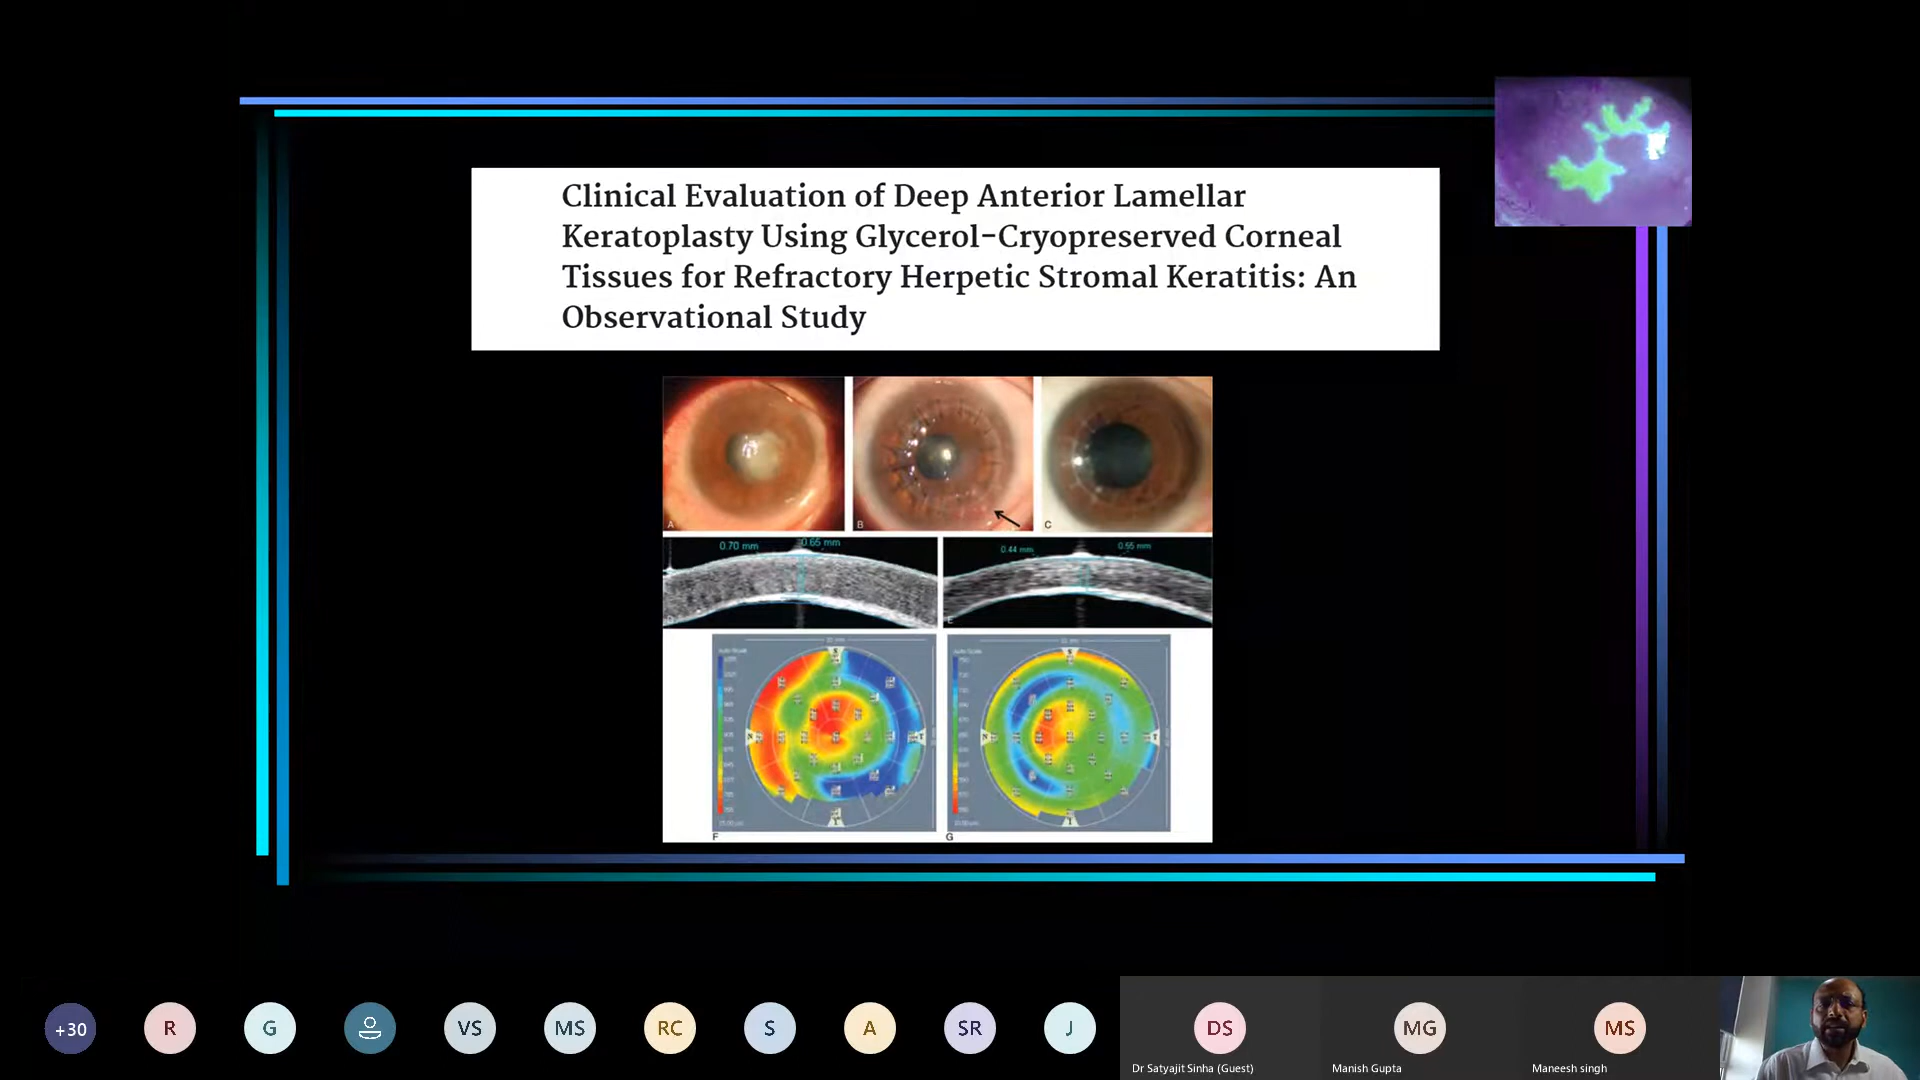 Clinical Evaluation of Deep Anterior Lamellar
Keratoplasty Using Glycerol-Cryopreserved Corneal
Tissues for Refractory Herpetic Stromal Keratitis: An
Observational Study
A
B
C
0.70 mm
0.65 mm
0.44 mm
0.55 mm
E
F
G
+30
R
G
VS
MS
RC
S
A
SR
J
DS
MG
MS
Dr Satyajit Sinha (Guest)
Manish Gupta
Maneesh singh